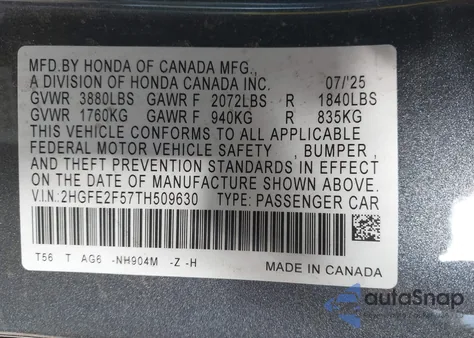 MFD.BY HONDA OF CANADA MFG.,
A DIVISION OF HONDA CANADA INC. 07/'25
GVWR 3880LBS GAWR F 2072LBS R 1840LBS
GVWR 1760KG GAWR F 940KG R 835KG
THIS VEHICLE CONFORMS TO ALL APPLICABLE
FEDERAL MOTOR VEHICLE SAFETY , BUMPER ,
AND THEFT PREVENTION STANDARDS IN EFFECT
ON THE DATE OF MANUFACTURE SHOWN ABOVE.
V.I.N.:2HGFE2F57TH509630 TYPE: PASSENGER CAR
T56 T AG6 -NH904M -Z -H
MADE IN CANADA
autoSnap
POWERED BY